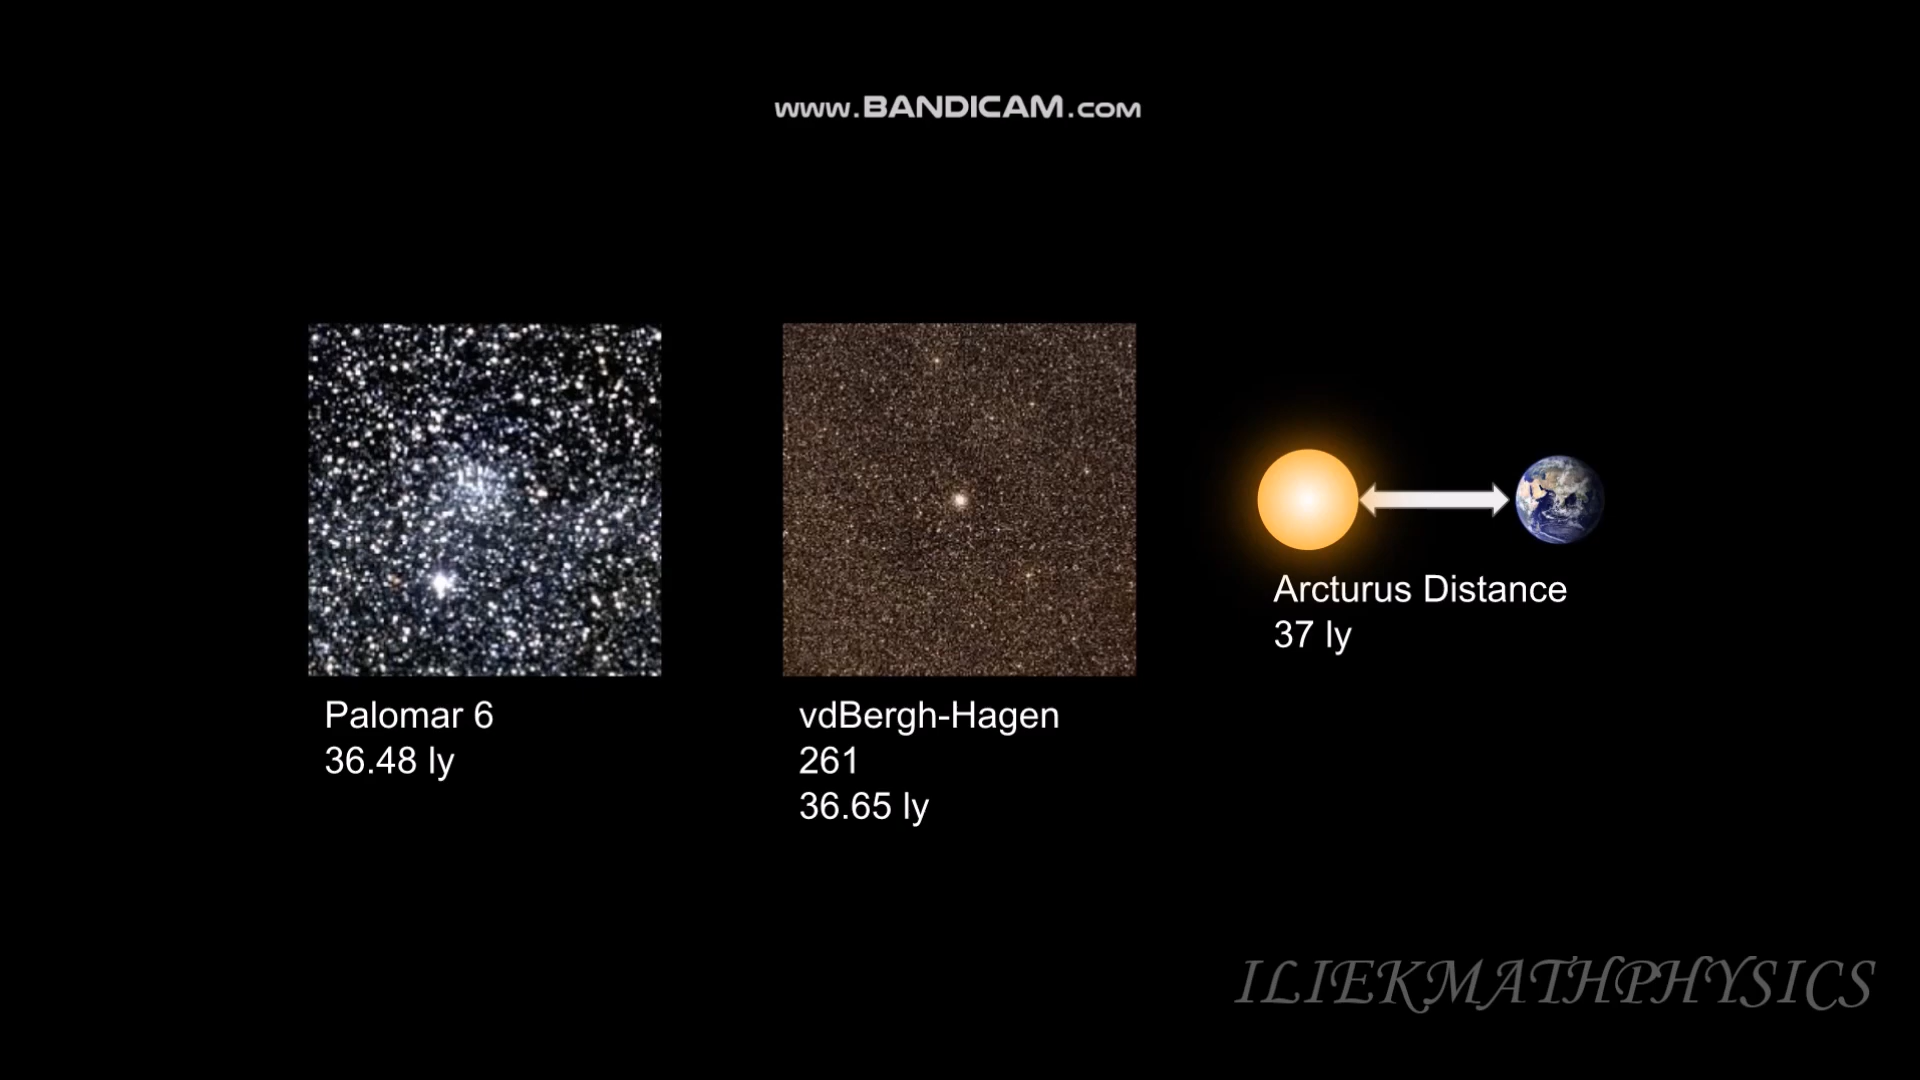 www.BANDICAM.com
Palomar 6
36.48 ly
vdBergh-Hagen
261
36.65 ly
Arcturus Distance
37 ly
ILIEKMATHPHYSICS